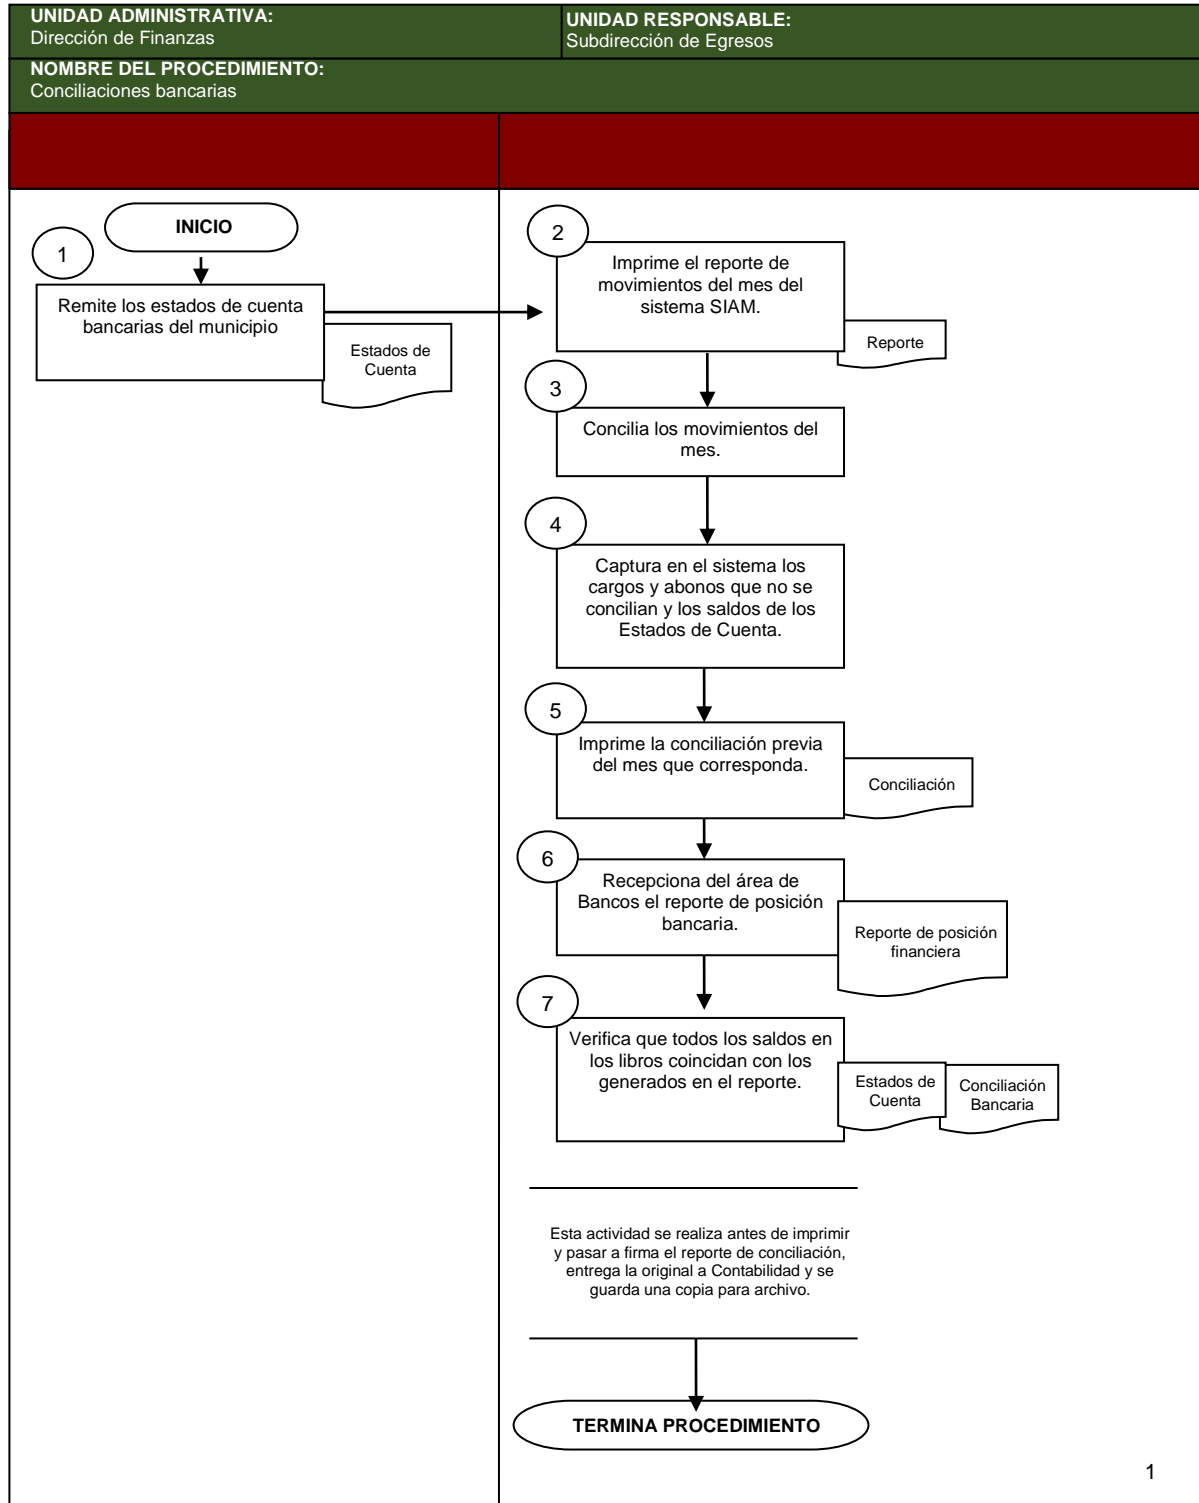 UNIDAD ADMINISTRATIVA:
Dirección de Finanzas
UNIDAD RESPONSABLE:
Subdirección de Egresos
NOMBRE DEL PROCEDIMIENTO:
Conciliaciones bancarias
INICIO
1
Remite los estados de cuenta
bancarias del municipio
Estados de
Cuenta
2
Imprime el reporte de
movimientos del mes del
sistema SIAM.
Reporte
3
Concilia los movimientos del
mes.
4
Captura en el sistema los
cargos y abonos que no se
concilian y los saldos de los
Estados de Cuenta.
5
Imprime la conciliación previa
del mes que corresponda.
Conciliación
6
Recepciona del área de
Bancos el reporte de posición
bancaria.
Reporte de posición
financiera
7
Verifica que todos los saldos en
los libros coincidan con los
generados en el reporte.
Estados de
Cuenta
Conciliación
Bancaria
Esta actividad se realiza antes de imprimir
y pasar a firma el reporte de conciliación,
entrega la original a Contabilidad y se
guarda una copia para archivo.
TERMINA PROCEDIMIENTO
1